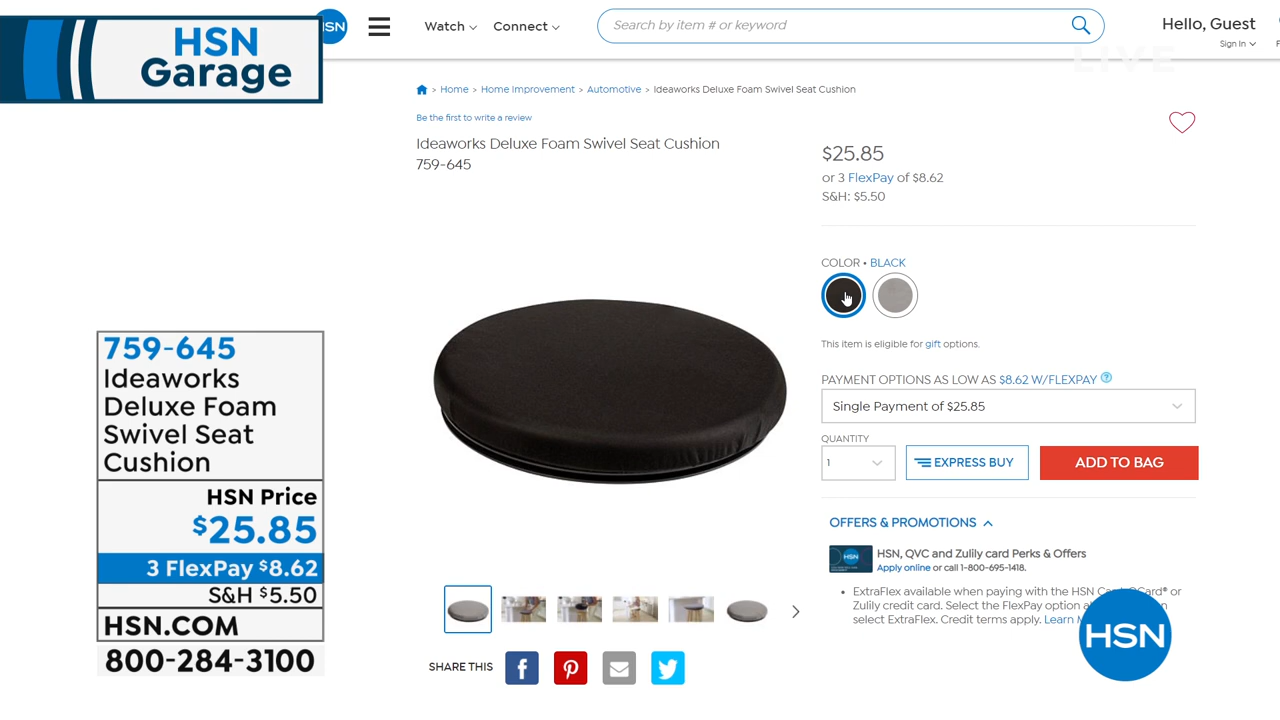 HSN
Garage
HSN
Watch
Connect
Search by item # or keyword
Hello, Guest
Sign In
LIVE
> Home > Home Improvement > Automotive > Ideaworks Deluxe Foam Swivel Seat Cushion
Be the first to write a review
Ideaworks Deluxe Foam Swivel Seat Cushion
759-645
$25.85
or 3 FlexPay of $8.62
S&H: $5.50
COLOR • BLACK
This item is eligible for gift options.
PAYMENT OPTIONS AS LOW AS $8.62 W/FLEXPAY ?
Single Payment of $25.85
QUANTITY
1
EXPRESS BUY
ADD TO BAG
OFFERS & PROMOTIONS
HSN
HSN, QVC and Zulily card Perks & Offers
Apply online or call 1-800-695-1418.
• ExtraFlex available when paying with the HSN Card, QCard® or
Zulily credit card. Select the FlexPay option
select ExtraFlex. Credit terms apply. Learn
HSN
SHARE THIS
759-645
Ideaworks
Deluxe Foam
Swivel Seat
Cushion
HSN Price
$25.85
3 FlexPay $8.62
S&H $5.50
HSN.COM
800-284-3100